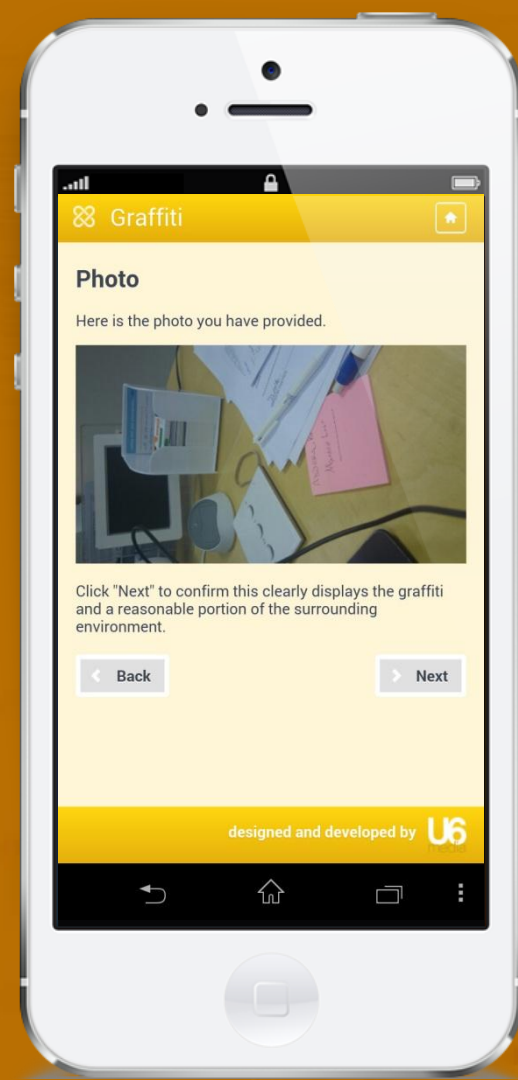 Graffiti
Photo
Here is the photo you have provided.
Click "Next" to confirm this clearly displays the graffiti
and a reasonable portion of the surrounding
environment.
Back
Next
designed and developed by U6
media